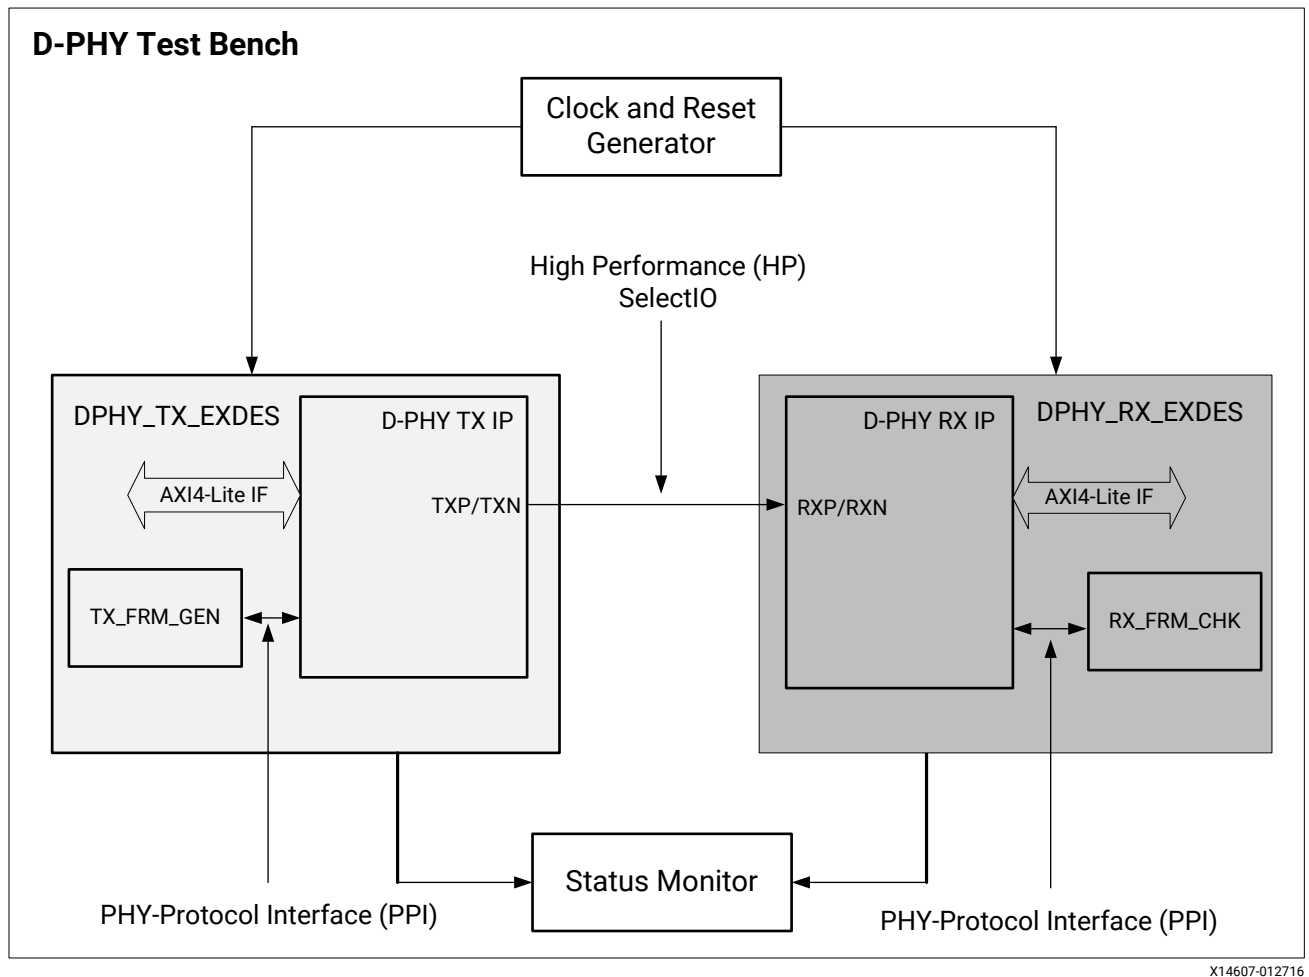 D-PHY Test Bench
Clock and Reset
Generator
High Performance (HP)
SelectIO
DPHY_TX_EXDES
D-PHY TX IP
D-PHY RX IP
DPHY_RX_EXDES
AXI4-Lite IF
TXP/TXN
RXP/RXN
AXI4-Lite IF
TX_FRM_GEN
RX_FRM_CHK
Status Monitor
PHY-Protocol Interface (PPI)
PHY-Protocol Interface (PPI)
X14607-012716